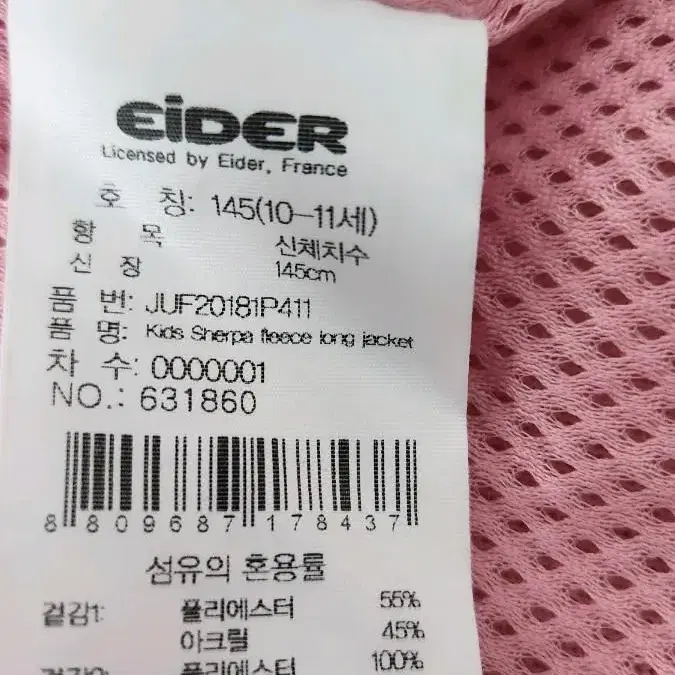 EiDER
Licensed by Eider, France
호 칭: 145(10-11세)
항 목 신체치수
신 장 145cm
품 번: JUF20181P411
품 명: Kids Sherpa fleece long jacket
차 수: 0000001
NO.: 631860
8 809687 178437
섬유의 혼용률
겉감1: 폴리에스터 55%
아크릴 45%
겉감2: 폴리에스터 100%